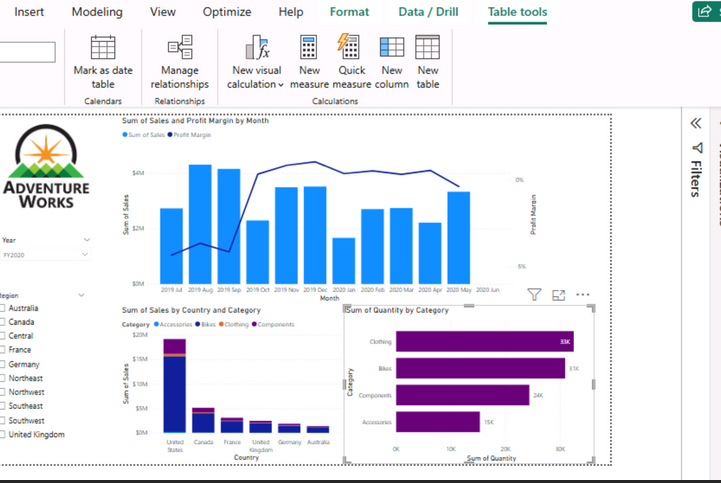 Insert Modeling View Optimize Help Format Data / Drill Table tools
Mark as date table
Manage relationships
New visual calculation
New measure
Quick measure
New column
New table
Calendars
Relationships
Calculations
ADVENTURE
WORKS
Year
FY2020
Region
Australia
Canada
Central
France
Germany
Northeast
Northwest
Southeast
Southwest
United Kingdom
Sum of Sales and Profit Margin by Month
Sum of Sales Profit Margin
Sum of Sales
$4M
$2M
$0M
0%
-5%
Profit Margin
2019 Jul 2019 Aug 2019 Sep 2019 Oct 2019 Nov 2019 Dec 2020 Jan 2020 Feb 2020 Mar 2020 Apr 2020 May 2020 Jun
Month
Sum of Sales by Country and Category
Category Accessories Bikes Clothing Components
Sum of Sales
$20M
$15M
$10M
$5M
$0M
United States
Canada
France
United Kingdom
Germany
Australia
Country
Sum of Quantity by Category
Category
Clothing 33K
Bikes 31K
Components 24K
Accessories 15K
0K 10K 20K 30K
Sum of Quantity
Filters